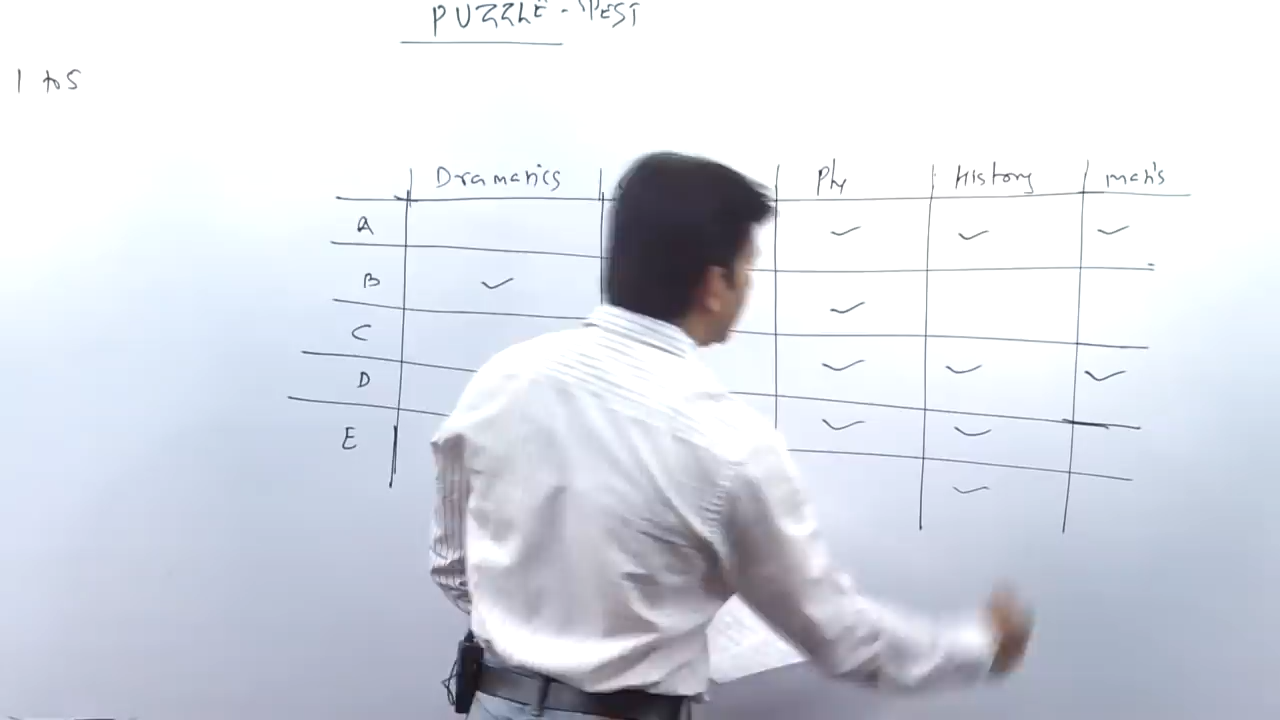 PUZZLE - TEST
1 to 5
Dramatics Phy History math's
A ✓ ✓ ✓
B ✓ ✓
C ✓ ✓ ✓
D ✓ ✓
E ✓